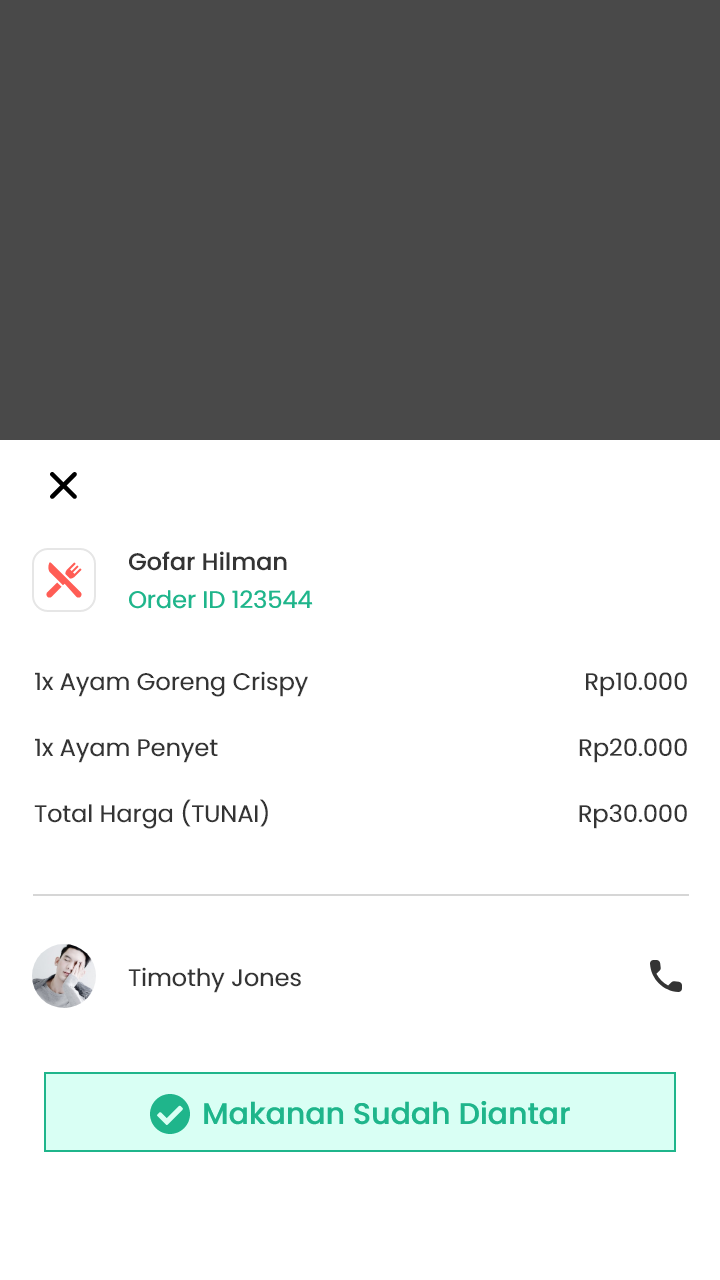 Gofar Hilman
Order ID 123544
1x Ayam Goreng Crispy Rp10.000
1x Ayam Penyet Rp20.000
Total Harga (TUNAI) Rp30.000
Timothy Jones
Makanan Sudah Diantar